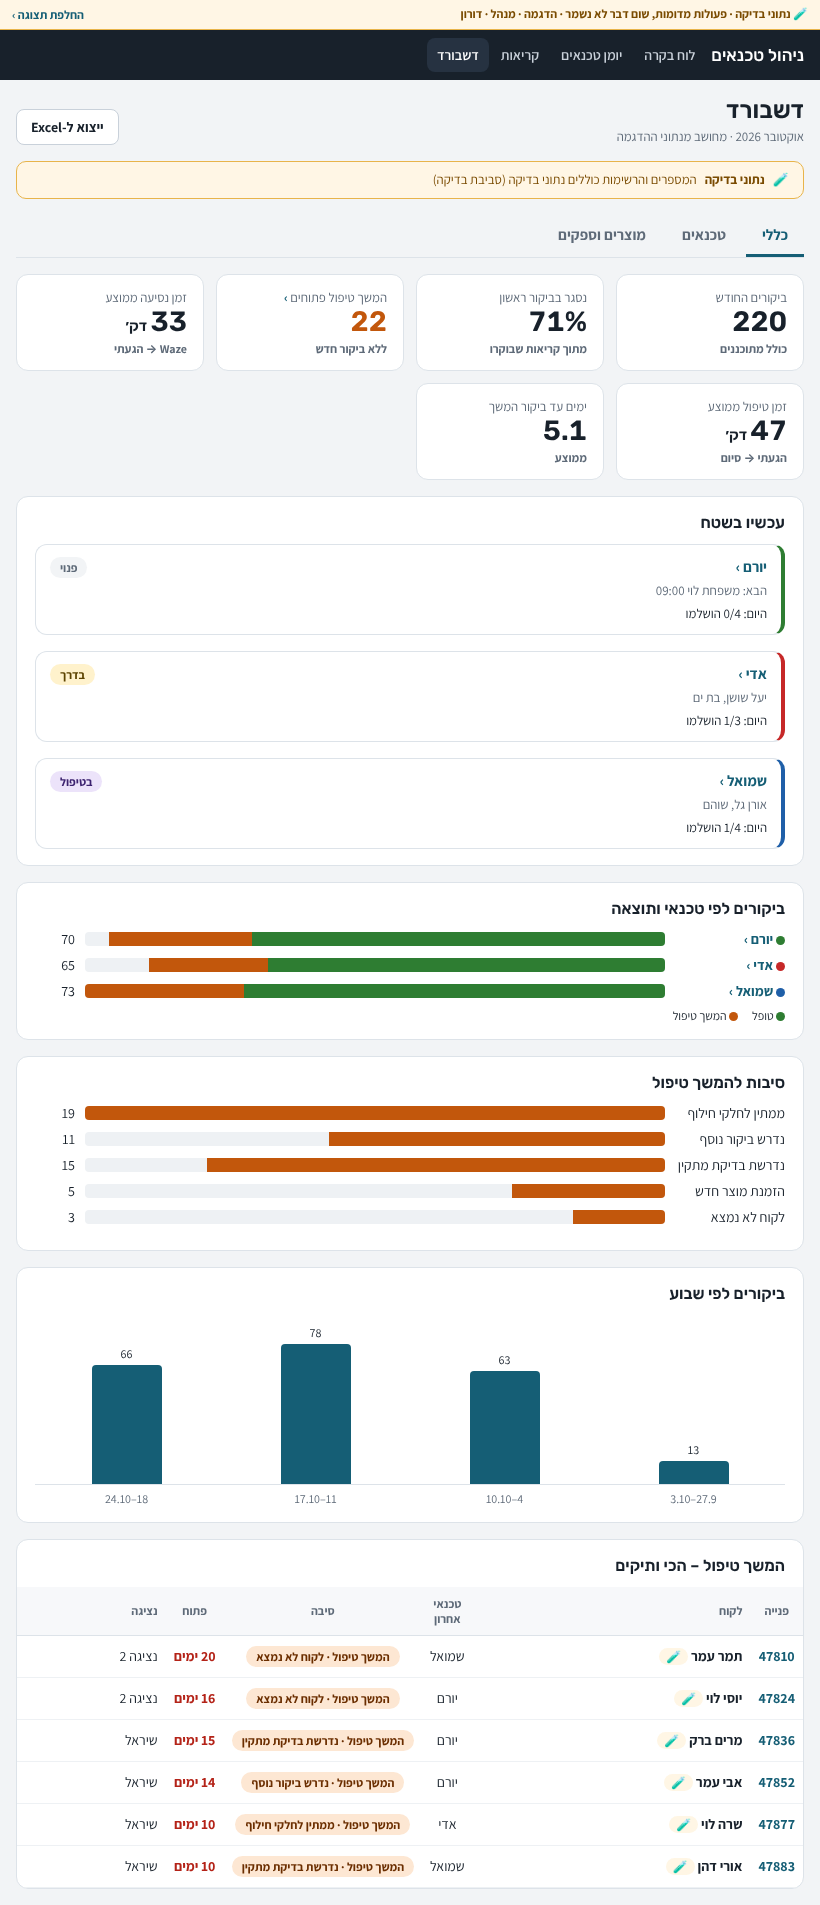 🧪 נתוני בדיקה · פעולות מדומות, שום דבר לא נשמר · הדגמה · מנהל · דורון
החלפת תצוגה ›
ניהול טכנאים
לוח בקרה
יומן טכנאים
קריאות
דשבורד
דשבורד
אוקטובר 2026 · מחושב מנתוני ההדגמה
ייצוא ל-Excel
🧪 נתוני בדיקה המספרים והרשימות כוללים נתוני בדיקה (סביבת בדיקה)
כללי
טכנאים
מוצרים וספקים
ביקורים החודש
220
כולל מתוכננים
נסגר בביקור ראשון
71%
מתוך קריאות שבוקרו
המשך טיפול פתוחים ›
22
ללא ביקור חדש
זמן נסיעה ממוצע
33 דק׳
Waze → הגעתי
זמן טיפול ממוצע
47 דק׳
הגעתי → סיום
ימים עד ביקור המשך
5.1
ממוצע
עכשיו בשטח
יורם ›
פנוי
הבא: משפחת לוי 09:00
היום: 0/4 הושלמו
אדי ›
בדרך
יעל שושן, בת ים
היום: 1/3 הושלמו
שמואל ›
בטיפול
אורן גל, שוהם
היום: 1/4 הושלמו
ביקורים לפי טכנאי ותוצאה
יורם › 70
אדי › 65
שמואל › 73
טופל המשך טיפול
סיבות להמשך טיפול
ממתין לחלקי חילוף 19
נדרש ביקור נוסף 11
נדרשת בדיקת מתקין 15
הזמנת מוצר חדש 5
לקוח לא נמצא 3
ביקורים לפי שבוע
13 63 78 66
27.9–3.10 4–10.10 11–17.10 18–24.10
המשך טיפול – הכי ותיקים
פנייה לקוח טכנאי אחרון סיבה פתוח נציגה
47810 תמר עמר 🧪 שמואל המשך טיפול · לקוח לא נמצא 20 ימים נציגה 2
47824 יוסי לוי 🧪 יורם המשך טיפול · לקוח לא נמצא 16 ימים נציגה 2
47836 מרים ברק 🧪 יורם המשך טיפול · נדרשת בדיקת מתקין 15 ימים שיראל
47852 אבי עמר 🧪 יורם המשך טיפול · נדרש ביקור נוסף 14 ימים שיראל
47877 שרה לוי 🧪 אדי המשך טיפול · ממתין לחלקי חילוף 10 ימים שיראל
47883 אורי דהן 🧪 שמואל המשך טיפול · נדרשת בדיקת מתקין 10 ימים שיראל